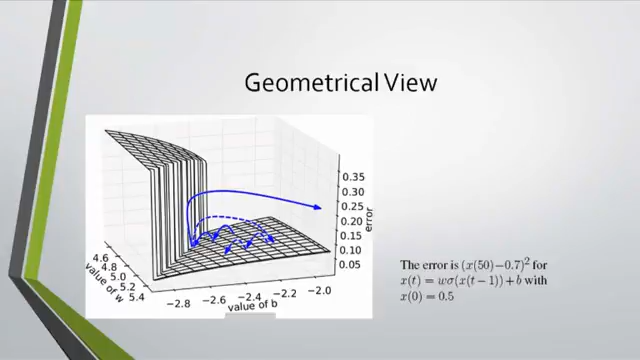 Geometrical View
0.35
0.30
0.25
0.20
0.15
0.10
0.05
error
4.6
4.8
5.0
5.2
5.4
value of w
−2.8
−2.6
−2.4
−2.2
−2.0
value of b
The error is (x(50)−0.7)² for
x(t) = wσ(x(t−1))+b with
x(0) = 0.5